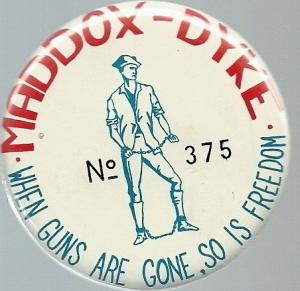 · MADDOX-DYKE ·
Nº 375
WHEN GUNS ARE GONE, SO IS FREEDOM